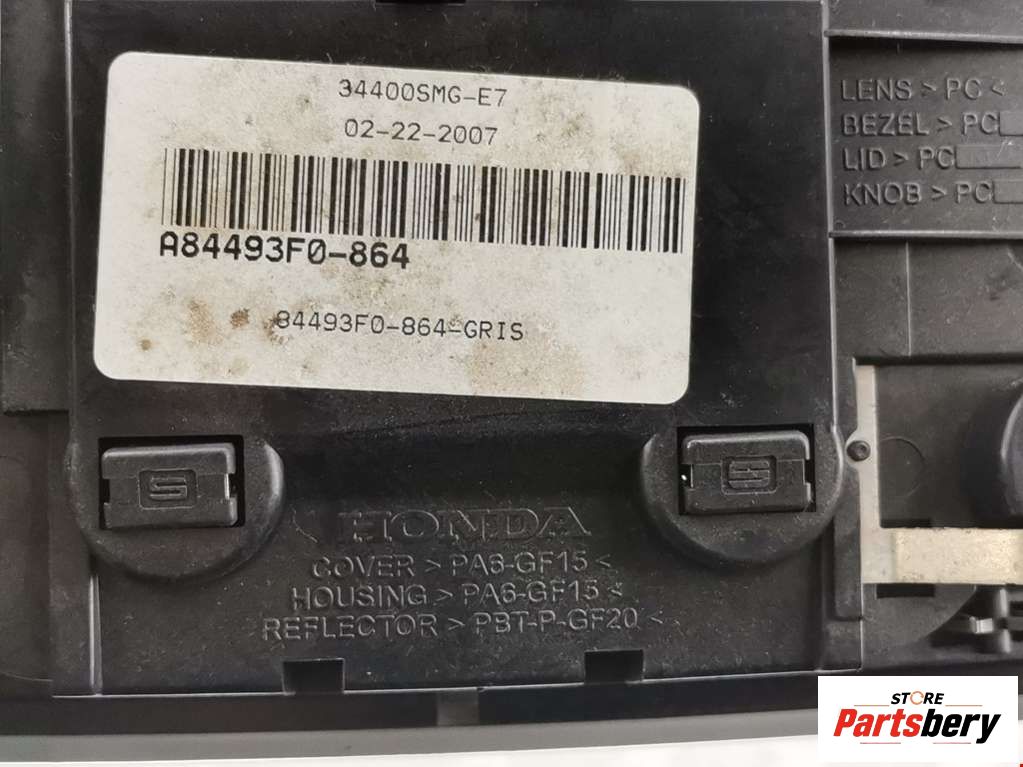 34400SMG-E7
02-22-2007
A84493F0-864
84493F0-864-GRIS
LENS > PC <
BEZEL > PC
LID > PC
KNOB > PC
S
S
HONDA
COVER > PA6-GF15 <
HOUSING > PA6-GF15 <
REFLECTOR > PBT-P-GF20 <
STORE
Partsbery